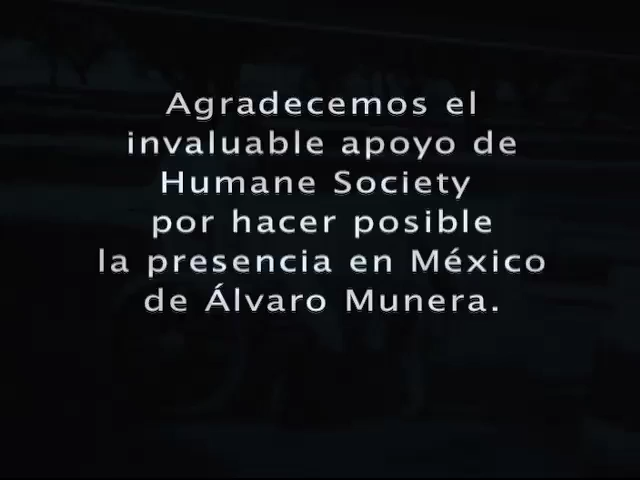 Agradecemos el
invaluable apoyo de
Humane Society
por hacer posible
la presencia en México
de Álvaro Munera.